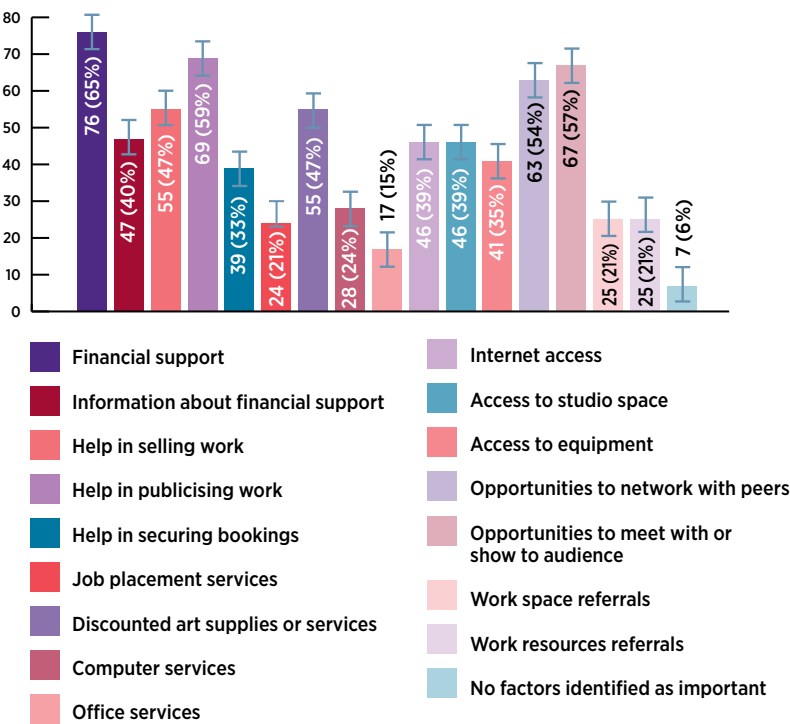 80
70
60
50
40
30
20
10
0
76 (65%)
47 (40%)
55 (47%)
69 (59%)
39 (33%)
24 (21%)
55 (47%)
28 (24%)
17 (15%)
46 (39%)
46 (39%)
41 (35%)
63 (54%)
67 (57%)
25 (21%)
25 (21%)
7 (6%)
Financial support
Information about financial support
Help in selling work
Help in publicising work
Help in securing bookings
Job placement services
Discounted art supplies or services
Computer services
Office services
Internet access
Access to studio space
Access to equipment
Opportunities to network with peers
Opportunities to meet with or
show to audience
Work space referrals
Work resources referrals
No factors identified as important